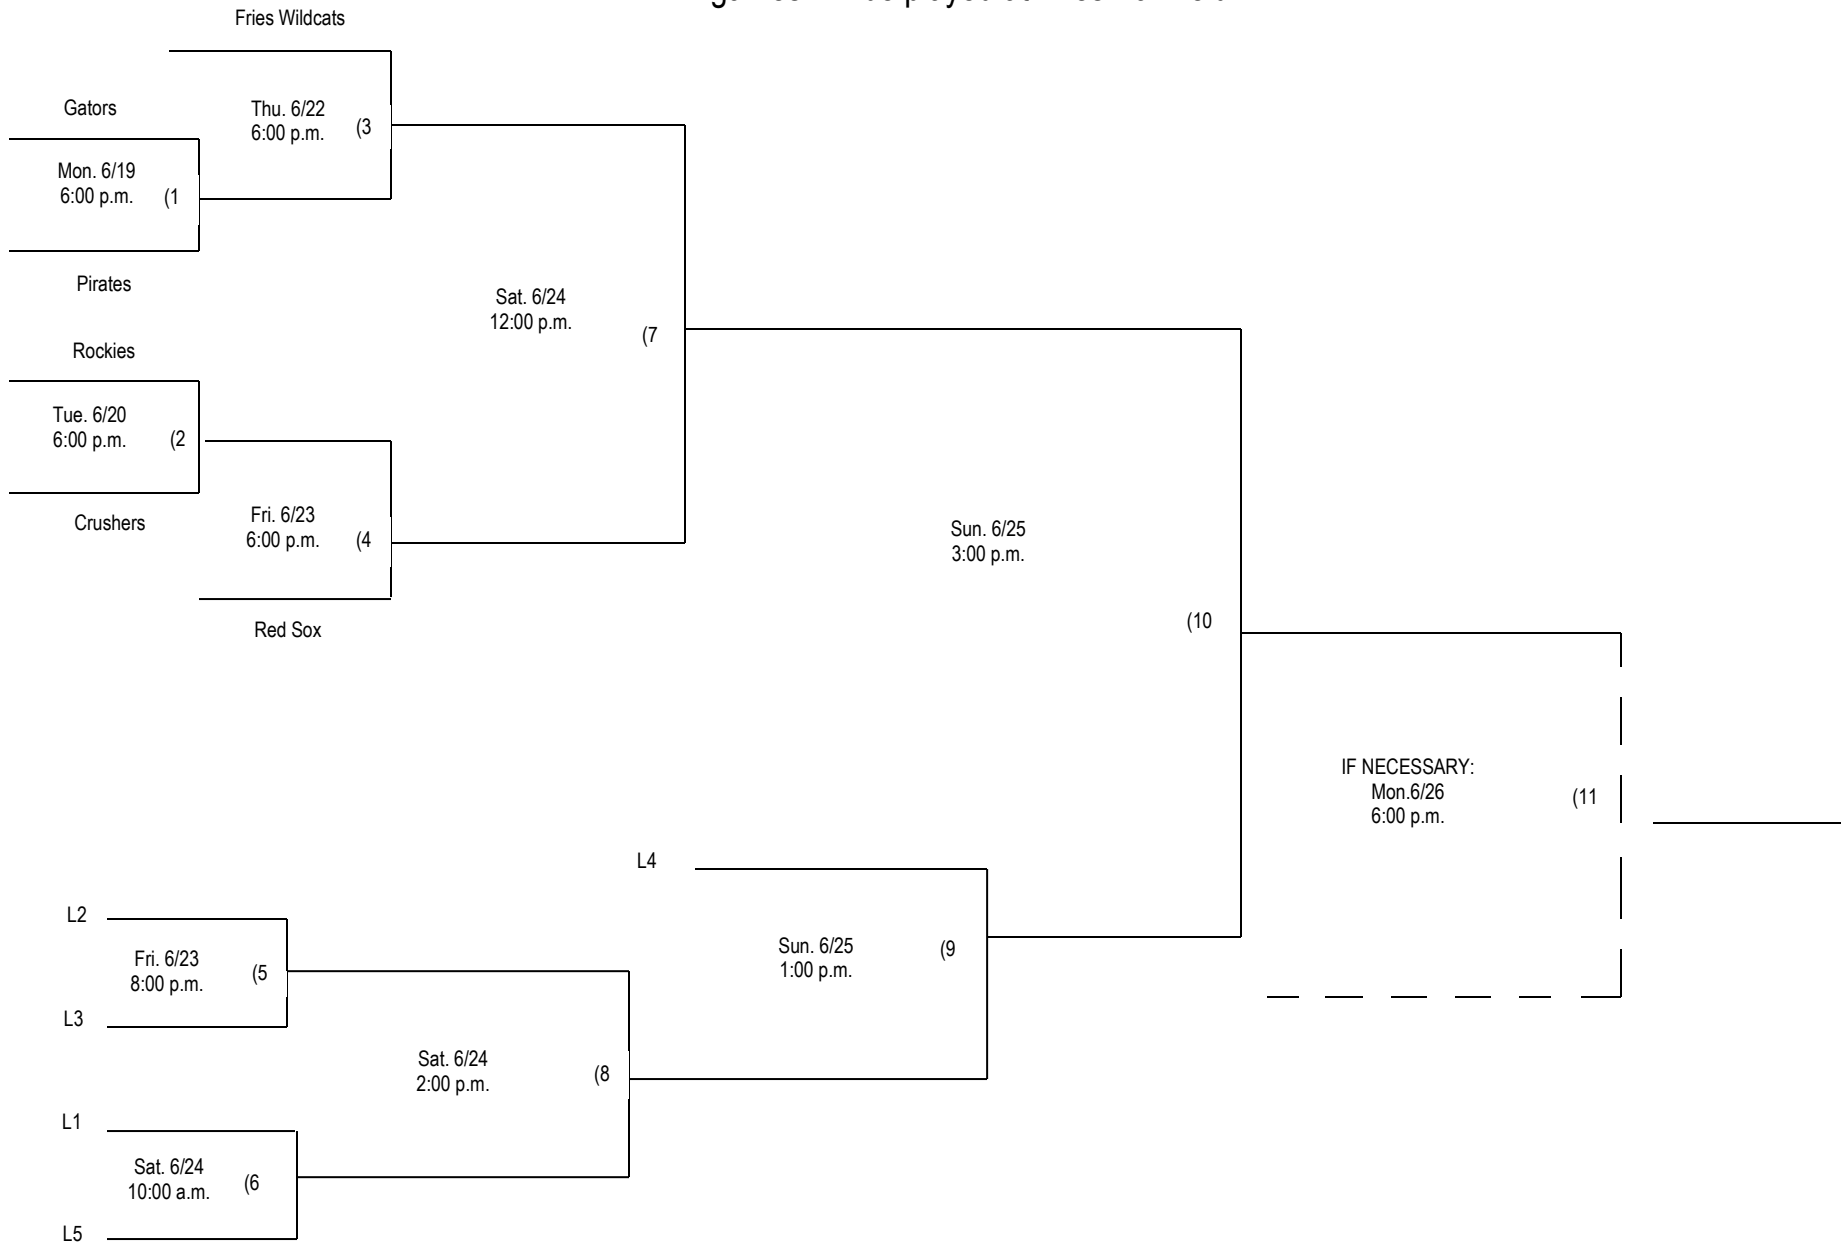 Fries Wildcats
Gators
Thu. 6/22
6:00 p.m.
(3
Mon. 6/19
6:00 p.m.
(1
Pirates
Sat. 6/24
12:00 p.m.
(7
Rockies
Tue. 6/20
6:00 p.m.
(2
Crushers
Fri. 6/23
6:00 p.m.
(4
Red Sox
Sun. 6/25
3:00 p.m.
(10
IF NECESSARY:
Mon.6/26
6:00 p.m.
(11
L4
L2
Fri. 6/23
8:00 p.m.
(5
L3
Sun. 6/25
1:00 p.m.
(9
Sat. 6/24
2:00 p.m.
(8
L1
Sat. 6/24
10:00 a.m.
(6
L5